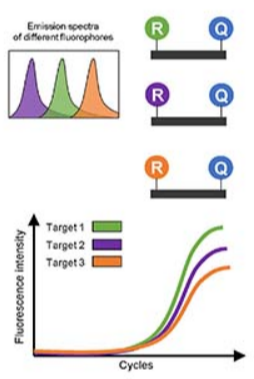 Emission spectra
of different fluorophores
R Q
R Q
R Q
Target 1
Target 2
Target 3
Fluorescence intensity
Cycles